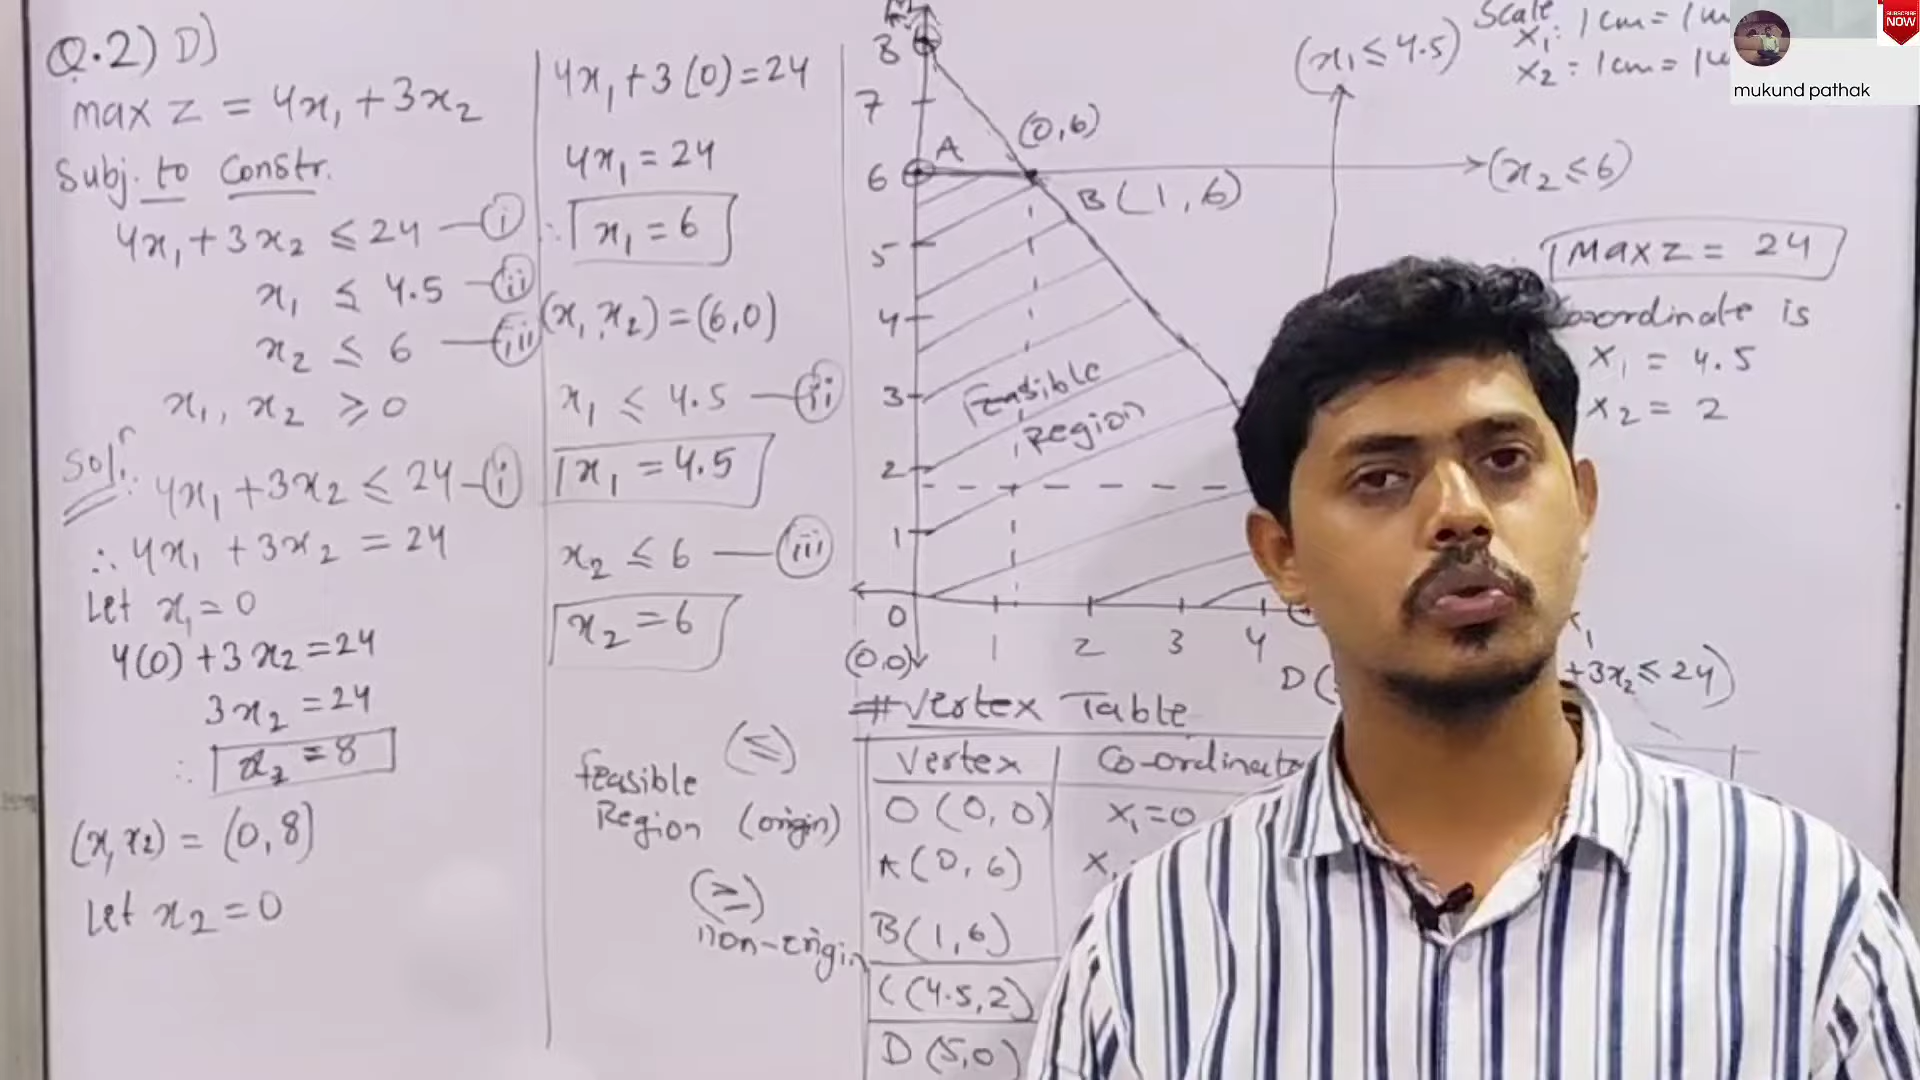 Q.2) D)
max z = 4x₁ + 3x₂
Subj. to Constr.
4x₁ + 3x₂ ≤ 24 — (i)
x₁ ≤ 4.5 — (ii)
x₂ ≤ 6 — (iii)
x₁, x₂ ≥ 0
Solⁿ:
4x₁ + 3x₂ ≤ 24 — (i)
∴ 4x₁ + 3x₂ = 24
Let x₁ = 0
4(0) + 3x₂ = 24
3x₂ = 24
∴ x₂ = 8
(x₁ x₂) = (0, 8)
Let x₂ = 0
4x₁ + 3(0) = 24
4x₁ = 24
∴ x₁ = 6
(x₁, x₂) = (6,0)
x₁ ≤ 4.5 — (ii)
x₁ = 4.5
x₂ ≤ 6 — (iii)
x₂ = 6
feasible (≤)
Region (origin)
(≥)
non-origin
8
7
6
5
4
3
2
1
0
(0,0)
1 2 3 4
A
(0,6)
B(1,6)
(x₁ ≤ 4.5)
(x₂ ≤ 6)
Feasible
Region
D(
+3x₂ ≤ 24)
x₁
Scale
x₁: 1cm = 1
x₂: 1cm = 1
Max z = 24
Coordinate is
x₁ = 4.5
x₂ = 2
# Vertex Table
Vertex
O(0, 0) x₁=0
A(0, 6)
B(1,6)
C(4.5,2)
D(5,0)
SUBSCRIBE
NOW
mukund pathak